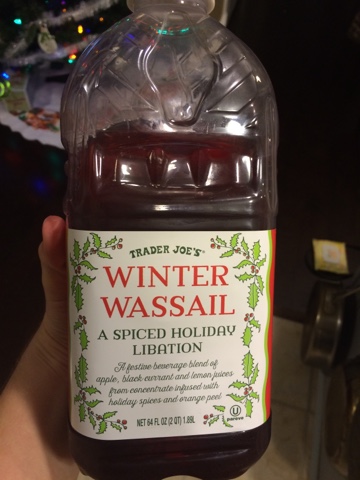 TRADER JOE'S®
WINTER
WASSAIL
A SPICED HOLIDAY
LIBATION
A festive beverage blend of
apple, black currant and lemon juices
from concentrate infused with
holiday spices and orange peel
NET 64 FL OZ (2 QT) 1.89L
U
pareve